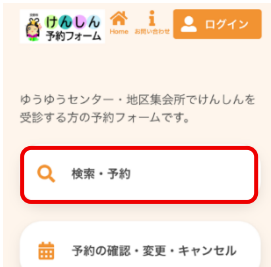 けんしん
予約フォーム
Home
お問い合わせ
ログイン
ゆうゆうセンター・地区集会所でけんしんを
受診する方の予約フォームです。
検索・予約
予約の確認・変更・キャンセル